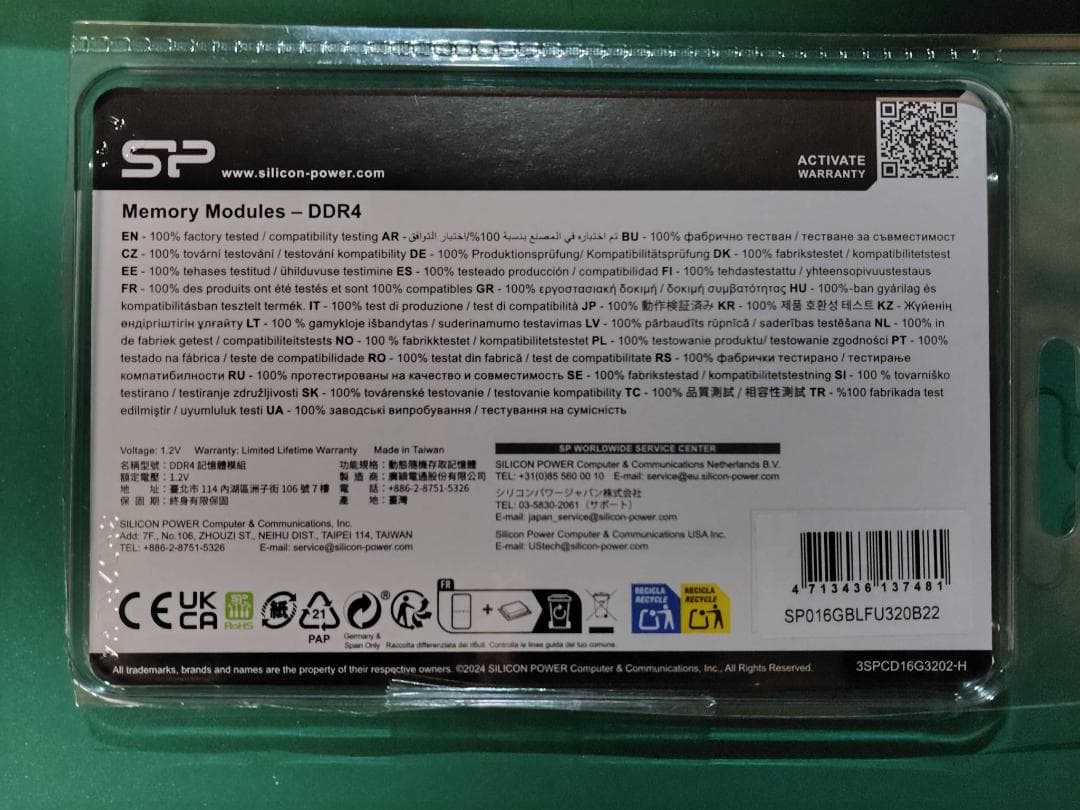 SP
www.silicon-power.com
ACTIVATE
WARRANTY
Memory Modules – DDR4
EN - 100% factory tested / compatibility testing AR - تم اختباره في المصنع بنسبة 100%/اختبار التوافق BU - 100% фабрично тестван / тестване за съвместимост
CZ - 100% tovární testování / testování kompatibility DE - 100% Produktionsprüfung/ Kompatibilitätsprüfung DK - 100% fabrikstestet / kompatibilitetstest
EE - 100% tehases testitud / ühilduvuse testimine ES - 100% testeado producción / compatibilidad FI - 100% tehdastestattu / yhteensopivuustestaus
FR - 100% des produits ont été testés et sont 100% compatibles GR - 100% εργοστασιακή δοκιμή / δοκιμή συμβατότητας HU - 100%-ban gyárilag és
kompatibilitásban tesztelt termék. IT - 100% test di produzione / test di compatibilità JP - 100% 動作検証済み KR - 100% 제품 호환성 테스트 KZ - Жүйенің
өндіргіштігін ұлғайту LT - 100 % gamykloje išbandytas / suderinamumo testavimas LV - 100% pārbaudīts rūpnīcā / saderības testēšana NL - 100% in
de fabriek getest / compatibiliteitstests NO - 100 % fabrikktestet / kompatibilitetstestet PL - 100% testowanie produktu/ testowanie zgodności PT - 100%
testado na fábrica / teste de compatibilidade RO - 100% testat din fabrică / test de compatibilitate RS - 100% фабрички тестирано / тестирање
компатибилности RU - 100% протестированы на качество и совместимость SE - 100% fabrikstestad / kompatibilitetstestning SI - 100 % tovarniško
testirano / testiranje združljivosti SK - 100% továrenské testovanie / testovanie kompatibility TC - 100% 品質測試 / 相容性測試 TR - %100 fabrikada test
edilmiştir / uyumluluk testi UA - 100% заводські випробування / тестування на сумісність
Voltage: 1.2V Warranty: Limited Lifetime Warranty Made in Taiwan
名稱型號：DDR4 記憶體模組 功能規格：動態隨機存取記憶體
額定電壓：1.2V 製造商：廣穎電通股份有限公司
地址：臺北市 114 內湖區洲子街 106 號 7 樓 電話：+886-2-8751-5326
保固期：終身有限保固 產地：臺灣
SILICON POWER Computer & Communications, Inc.
Add: 7F., No.106, ZHOUZI ST., NEIHU DIST., TAIPEI 114, TAIWAN
TEL: +886-2-8751-5326 E-mail: service@silicon-power.com
SP WORLDWIDE SERVICE CENTER
SILICON POWER Computer & Communications Netherlands B.V.
TEL: +31(0)85 560 00 10 E-mail: service@eu.silicon-power.com
シリコンパワージャパン株式会社
TEL: 03-5830-2061（サポート）
E-mail: japan_service@silicon-power.com
Silicon Power Computer & Communications USA Inc.
E-mail: UStech@silicon-power.com
4 713436 137481
SP016GBLFU320B22
CE UK CA SP RoHS 紙 21 PAP
® Germany & Spain Only
FR
Raccolta differenziata dei rifiuti. Controlla le linee guida del tuo comune.
RECICLA RECYCLE
RECICLA RECYCLE
All trademarks, brands and names are the property of their respective owners. ©2024 SILICON POWER Computer & Communications, Inc., All Rights Reserved.
3SPCD16G3202-H